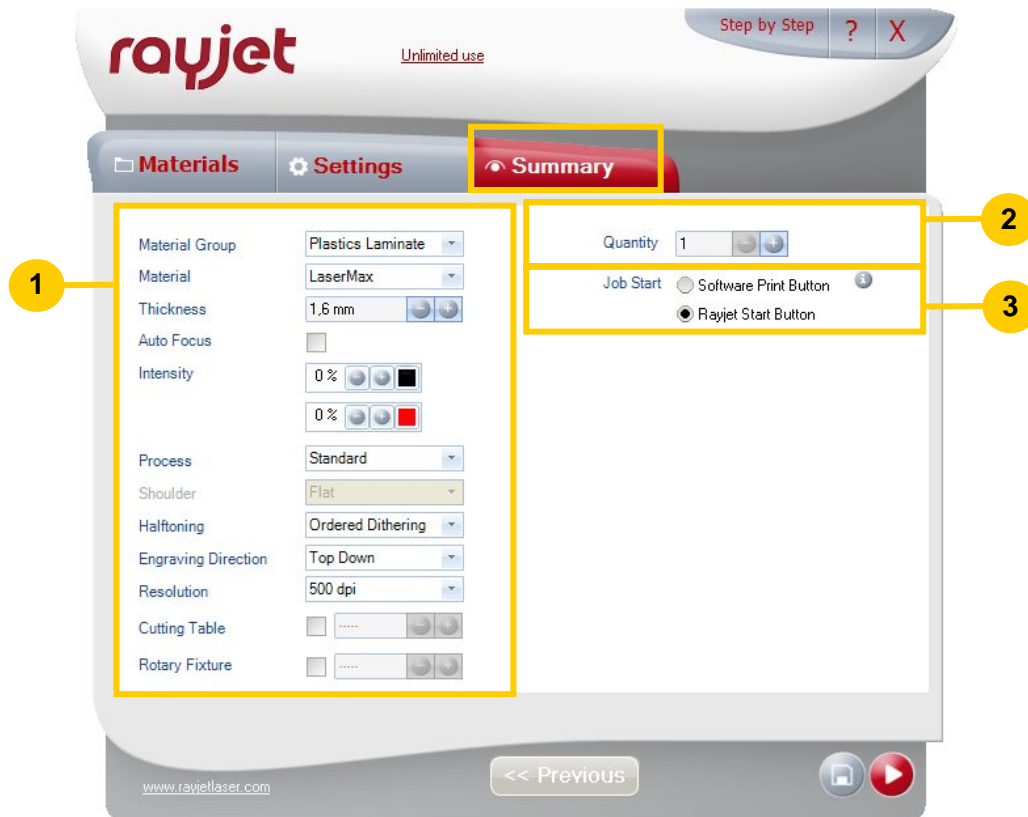 rayjet
Unlimited use
Step by Step ? X
Materials Settings Summary
1
Material Group Plastics Laminate
Material LaserMax
Thickness 1,6 mm
Auto Focus
Intensity 0 %
0 %
Process Standard
Shoulder Flat
Halftoning Ordered Dithering
Engraving Direction Top Down
Resolution 500 dpi
Cutting Table -----
Rotary Fixture -----
Quantity 1
2
Job Start Software Print Button
Rayjet Start Button
3
www.rayjetlaser.com
<< Previous